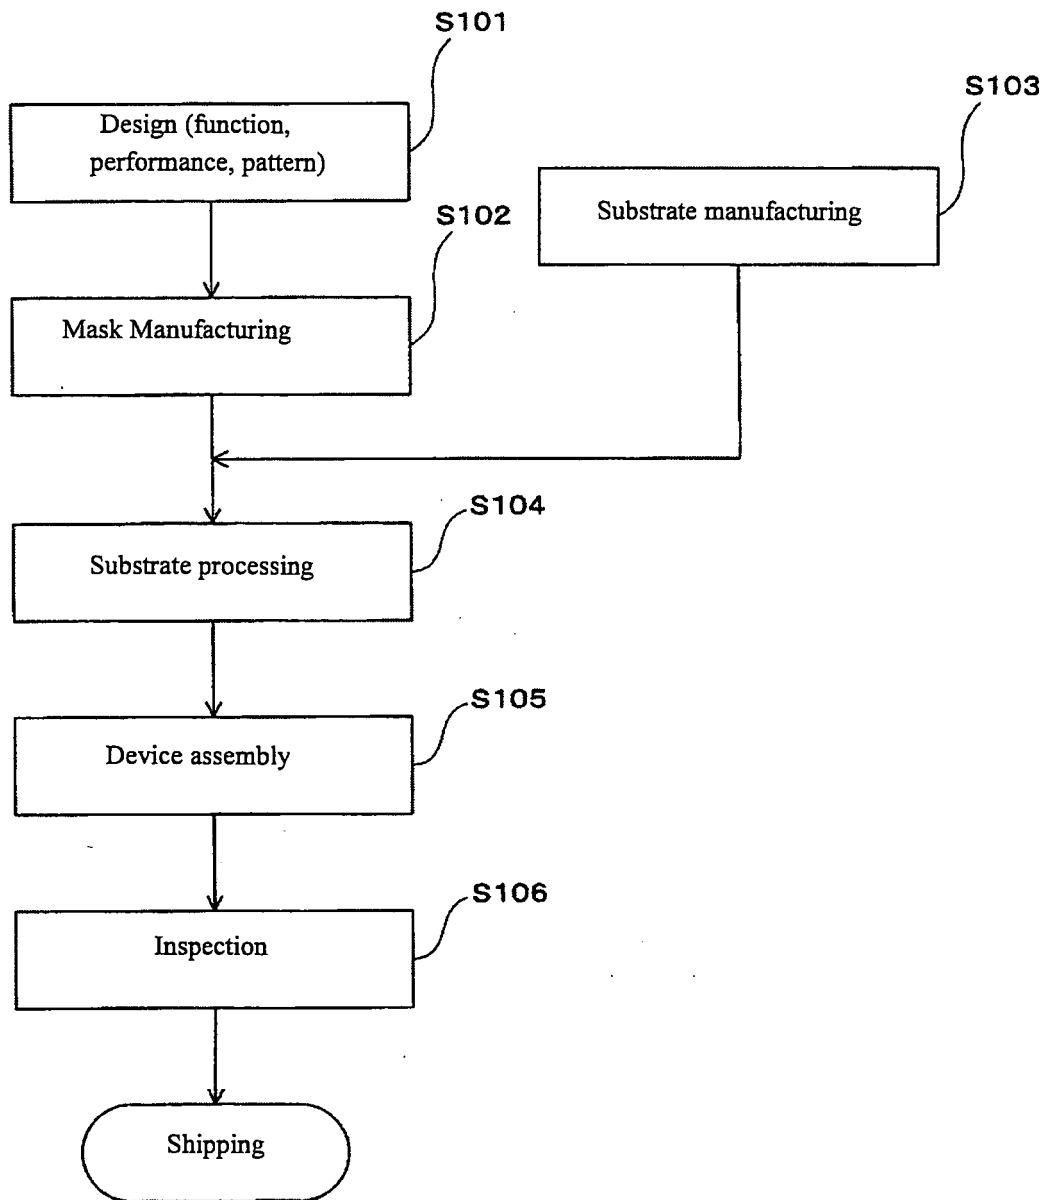 S101
Design (function,
performance, pattern)
S103
Substrate manufacturing
S102
Mask Manufacturing
S104
Substrate processing
S105
Device assembly
S106
Inspection
Shipping